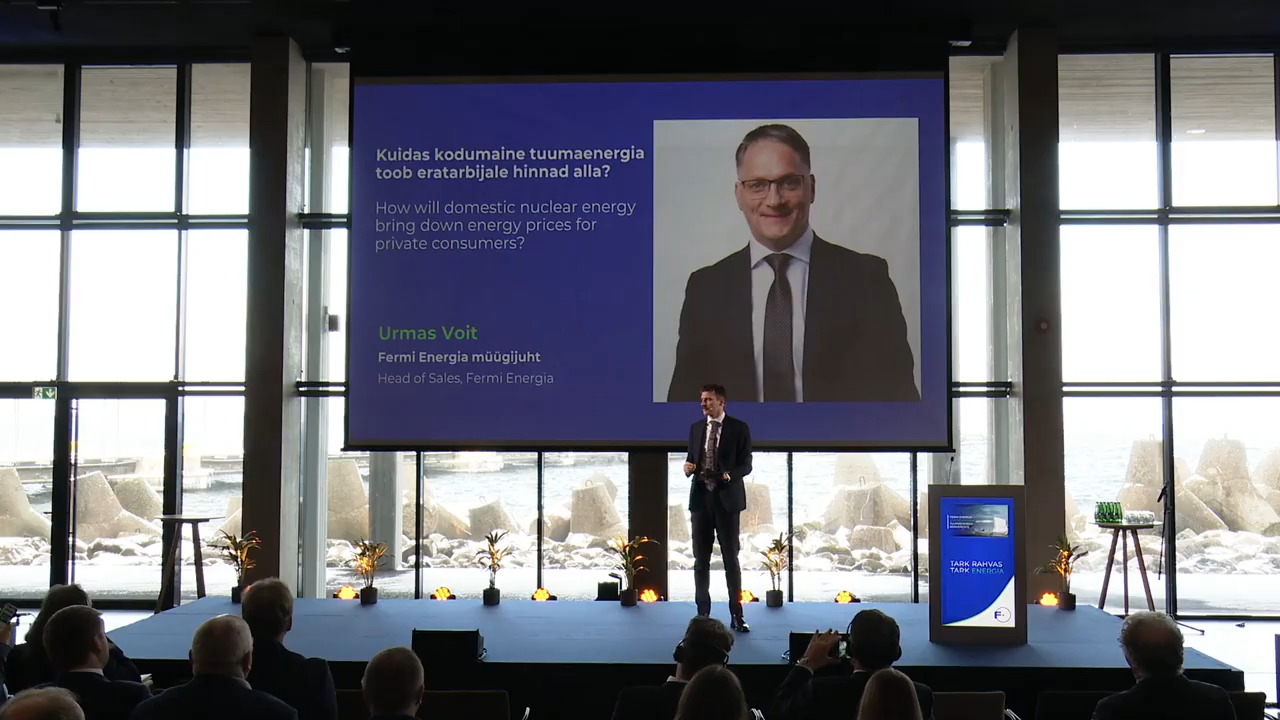 Kuidas kodumaine tuumaenergia
toob eratarbijale hinnad alla?
How will domestic nuclear energy
bring down energy prices for
private consumers?
Urmas Voit
Fermi Energia müügijuht
Head of Sales, Fermi Energia
TARK RAHVAS
TARK ENERGIA